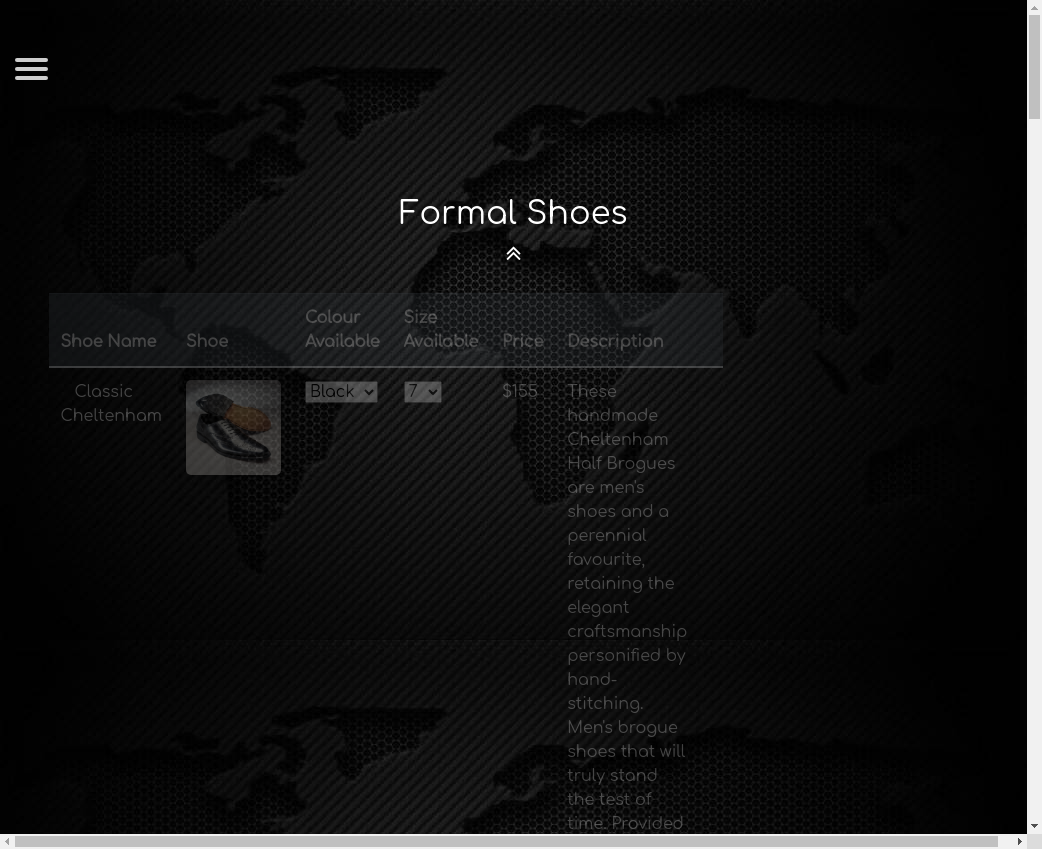 Formal Shoes
Shoe Name
Shoe
Colour
Available
Size
Available
Price
Description
Classic
Cheltenham
Black
7
$155
These
handmade
Cheltenham
Half Brogues
are men's
shoes and a
perennial
favourite,
retaining the
elegant
craftsmanship
personified by
hand-
stitching.
Men's brogue
shoes that will
truly stand
the test of
time. Provided